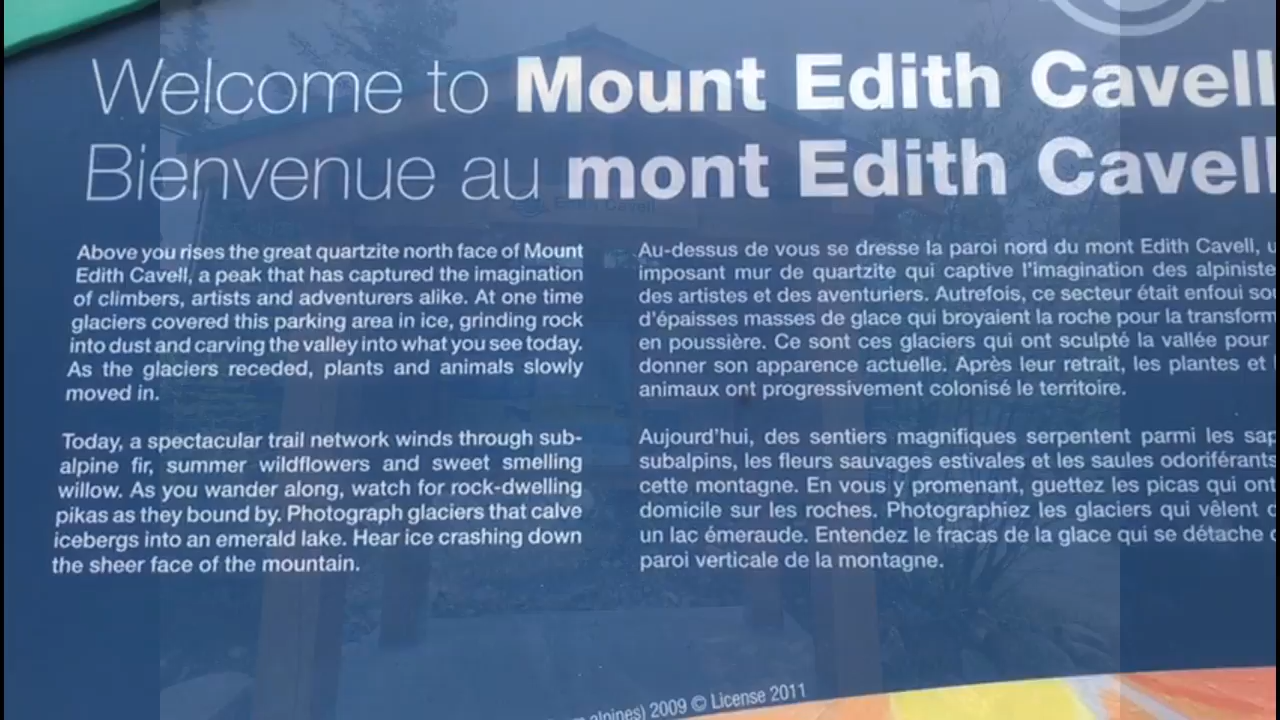 Welcome to Mount Edith Cavell
Bienvenue au mont Edith Cavell
Above you rises the great quartzite north face of Mount
Edith Cavell, a peak that has captured the imagination
of climbers, artists and adventurers alike. At one time
glaciers covered this parking area in ice, grinding rock
into dust and carving the valley into what you see today.
As the glaciers receded, plants and animals slowly
moved in.
Today, a spectacular trail network winds through sub-
alpine fir, summer wildflowers and sweet smelling
willow. As you wander along, watch for rock-dwelling
pikas as they bound by. Photograph glaciers that calve
icebergs into an emerald lake. Hear ice crashing down
the sheer face of the mountain.
Au-dessus de vous se dresse la paroi nord du mont Edith Cavell,
imposant mur de quartzite qui captive l'imagination des alpiniste
des artistes et des aventuriers. Autrefois, ce secteur était enfoui
d'épaisses masses de glace qui broyaient la roche pour la transform
en poussière. Ce sont ces glaciers qui ont sculpté la vallée pour
donner son apparence actuelle. Après leur retrait, les plantes et
animaux ont progressivement colonisé le territoire.
Aujourd'hui, des sentiers magnifiques serpentent parmi les
subalpins, les fleurs sauvages estivales et les saules odoriférants
cette montagne. En vous y promenant, guettez les picas qui ont
domicile sur les roches. Photographiez les glaciers qui vêlent
un lac émeraude. Entendez le fracas de la glace qui se détache
paroi verticale de la montagne.
alpines) 2009 © License 2011